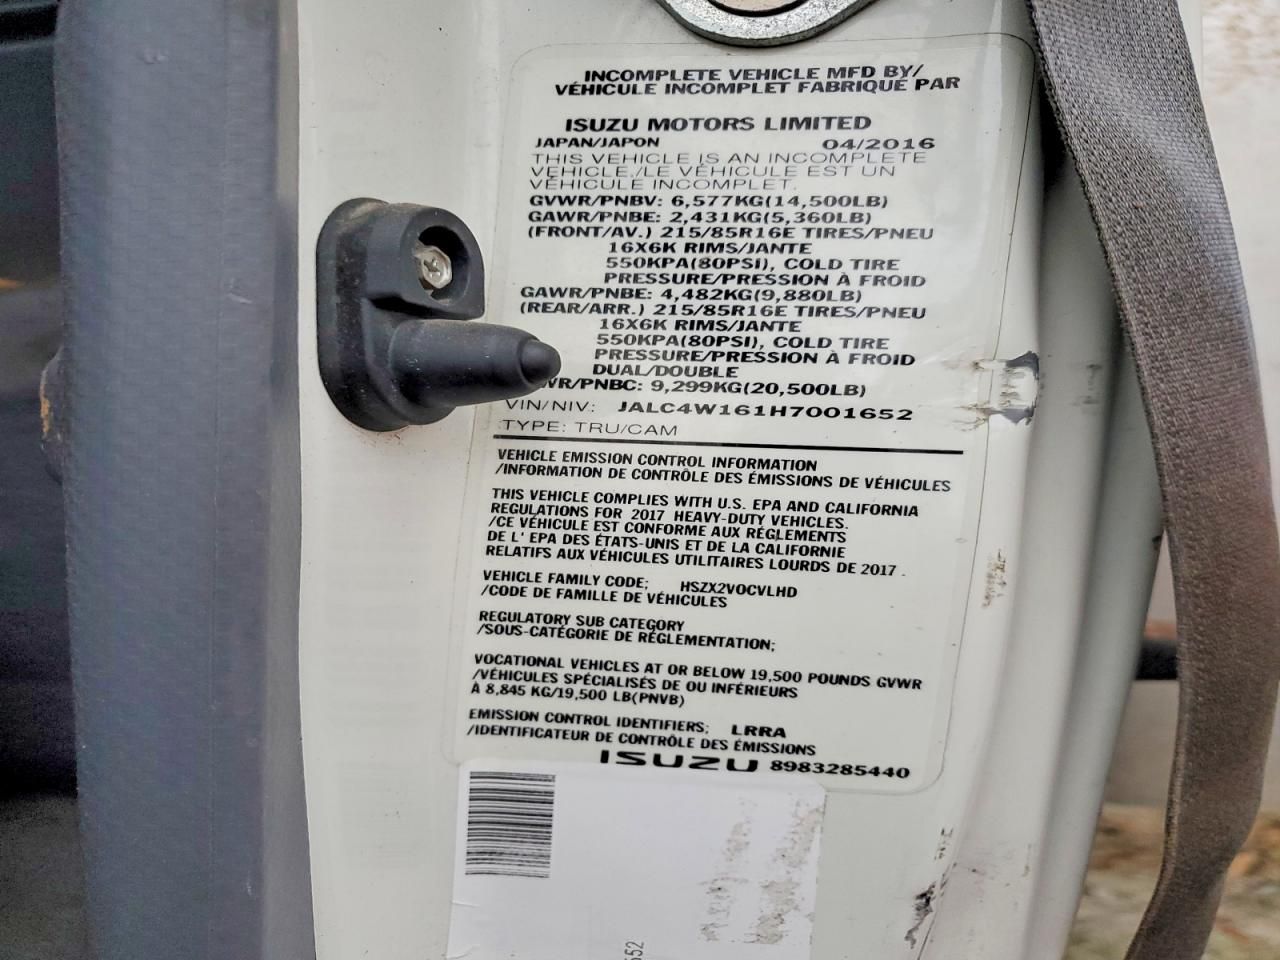 INCOMPLETE VEHICLE MFD BY/
VÉHICULE INCOMPLET FABRIQUÉ PAR
ISUZU MOTORS LIMITED
JAPAN/JAPON 04/2016
THIS VEHICLE IS AN INCOMPLETE
VEHICLE./LE VÉHICULE EST UN
VÉHICULE INCOMPLET.
GVWR/PNBV: 6,577KG(14,500LB)
GAWR/PNBE: 2,431KG(5,360LB)
(FRONT/AV.) 215/85R16E TIRES/PNEU
16X6K RIMS/JANTE
550KPA(80PSI), COLD TIRE
PRESSURE/PRESSION À FROID
GAWR/PNBE: 4,482KG(9,880LB)
(REAR/ARR.) 215/85R16E TIRES/PNEU
16X6K RIMS/JANTE
550KPA(80PSI), COLD TIRE
PRESSURE/PRESSION À FROID
DUAL/DOUBLE
WR/PNBC: 9,299KG(20,500LB)
VIN/NIV: JALC4W161H7001652
TYPE: TRU/CAM
VEHICLE EMISSION CONTROL INFORMATION
/INFORMATION DE CONTRÔLE DES ÉMISSIONS DE VÉHICULES
THIS VEHICLE COMPLIES WITH U.S. EPA AND CALIFORNIA
REGULATIONS FOR 2017 HEAVY-DUTY VEHICLES.
/CE VÉHICULE EST CONFORME AUX RÉGLEMENTS
DE L' EPA DES ÉTATS-UNIS ET DE LA CALIFORNIE
RELATIFS AUX VÉHICULES UTILITAIRES LOURDS DE 2017 .
VEHICLE FAMILY CODE; HSZX2VOCVLHD
/CODE DE FAMILLE DE VÉHICULES
REGULATORY SUB CATEGORY
/SOUS-CATÉGORIE DE RÉGLEMENTATION;
VOCATIONAL VEHICLES AT OR BELOW 19,500 POUNDS GVWR
/VÉHICULES SPÉCIALISÉS DE OU INFÉRIEURS
À 8,845 KG/19,500 LB(PNVB)
EMISSION CONTROL IDENTIFIERS; LRRA
/IDENTIFICATEUR DE CONTRÔLE DES ÉMISSIONS
ISUZU 8983285440